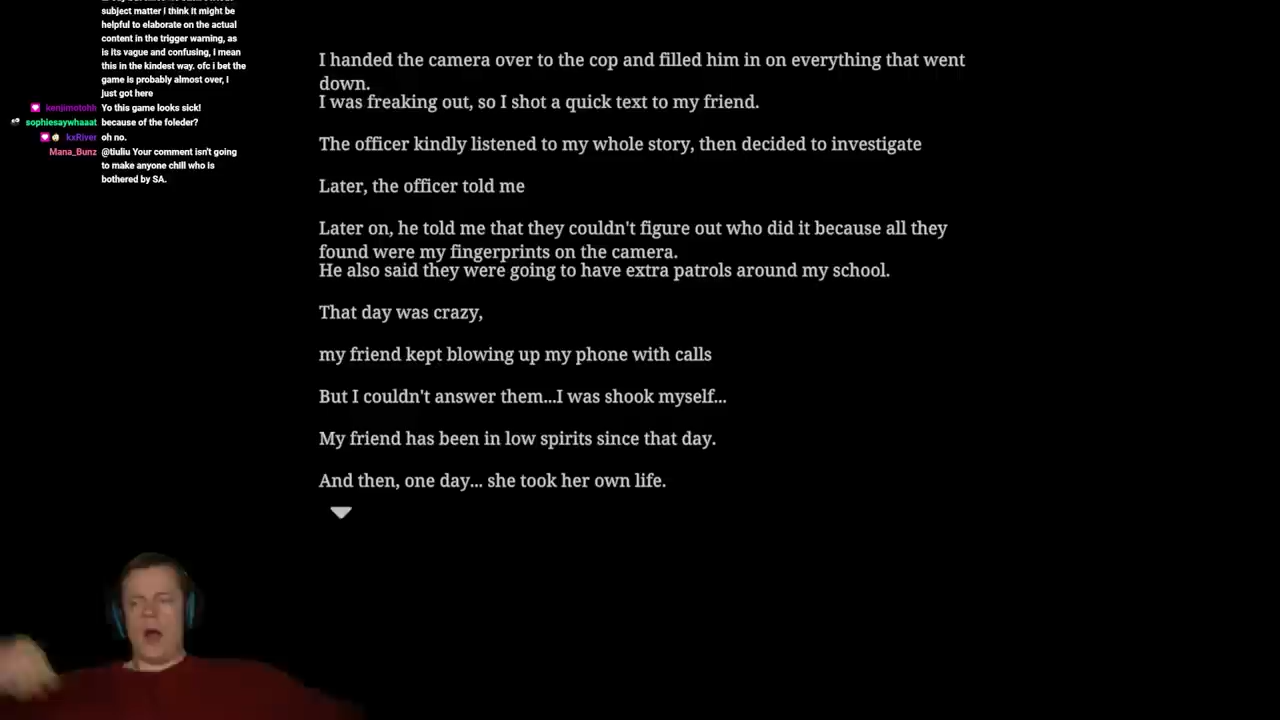 subject matter i think it might be
helpful to elaborate on the actual
content in the trigger warning, as
is its vague and confusing, I mean
this in the kindest way. ofc i bet the
game is probably almost over, I
just got here
kenjimotohh Yo this game looks sick!
sophiesaywhaaat because of the foleder?
kxRiver oh no.
Mana_Bunz @tiuliu Your comment isn't going
to make anyone chill who is
bothered by SA.
I handed the camera over to the cop and filled him in on everything that went
down.
I was freaking out, so I shot a quick text to my friend.
The officer kindly listened to my whole story, then decided to investigate
Later, the officer told me
Later on, he told me that they couldn't figure out who did it because all they
found were my fingerprints on the camera.
He also said they were going to have extra patrols around my school.
That day was crazy,
my friend kept blowing up my phone with calls
But I couldn't answer them...I was shook myself...
My friend has been in low spirits since that day.
And then, one day... she took her own life.